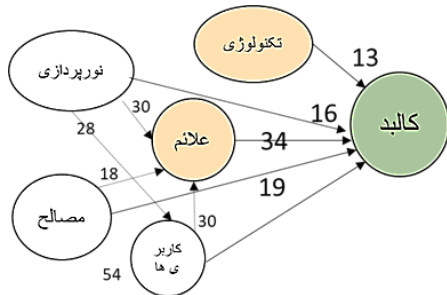 تکنولوژی
13
نورپردازی
30
16
کالبد
28
علائم
34
18
19
مصالح
30
کاربر
ی ها
54